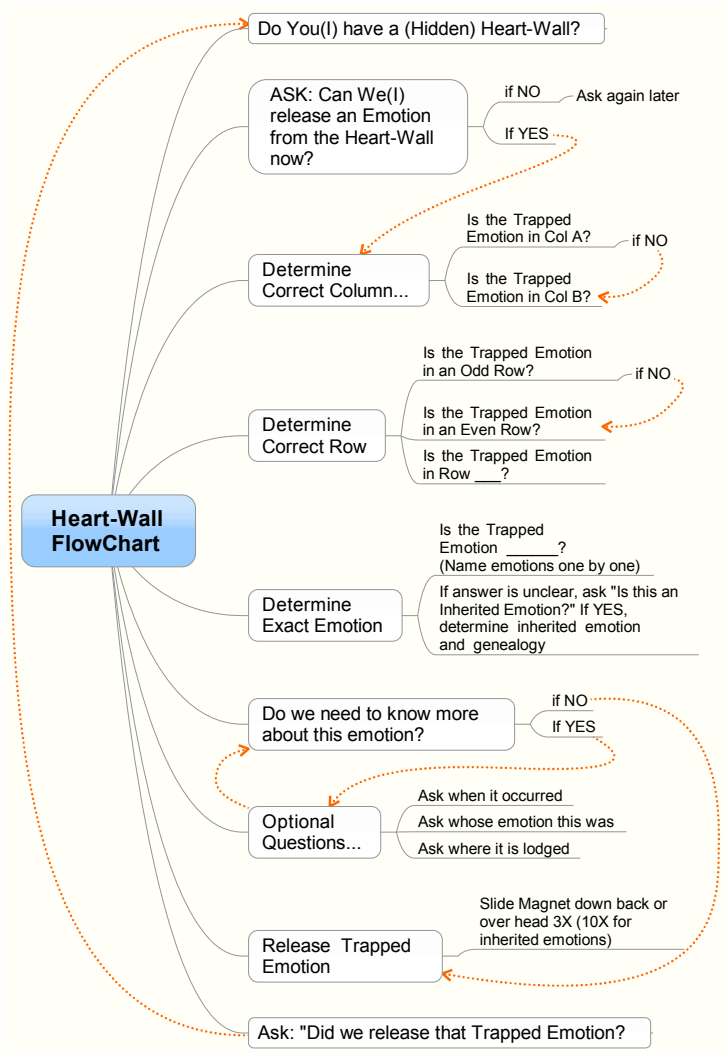 Do You(I) have a (Hidden) Heart-Wall?
ASK: Can We(I)
release an Emotion
from the Heart-Wall
now?
if NO
Ask again later
If YES
Determine
Correct Column...
Is the Trapped
Emotion in Col A?
if NO
Is the Trapped
Emotion in Col B?
Determine
Correct Row
Is the Trapped Emotion
in an Odd Row?
if NO
Is the Trapped Emotion
in an Even Row?
Is the Trapped Emotion
in Row ___?
Heart-Wall
FlowChart
Determine
Exact Emotion
Is the Trapped
Emotion ______?
(Name emotions one by one)
If answer is unclear, ask "Is this an
Inherited Emotion?" If YES,
determine inherited emotion
and genealogy
Do we need to know more
about this emotion?
if NO
If YES
Optional
Questions...
Ask when it occurred
Ask whose emotion this was
Ask where it is lodged
Release Trapped
Emotion
Slide Magnet down back or
over head 3X (10X for
inherited emotions)
Ask: "Did we release that Trapped Emotion?